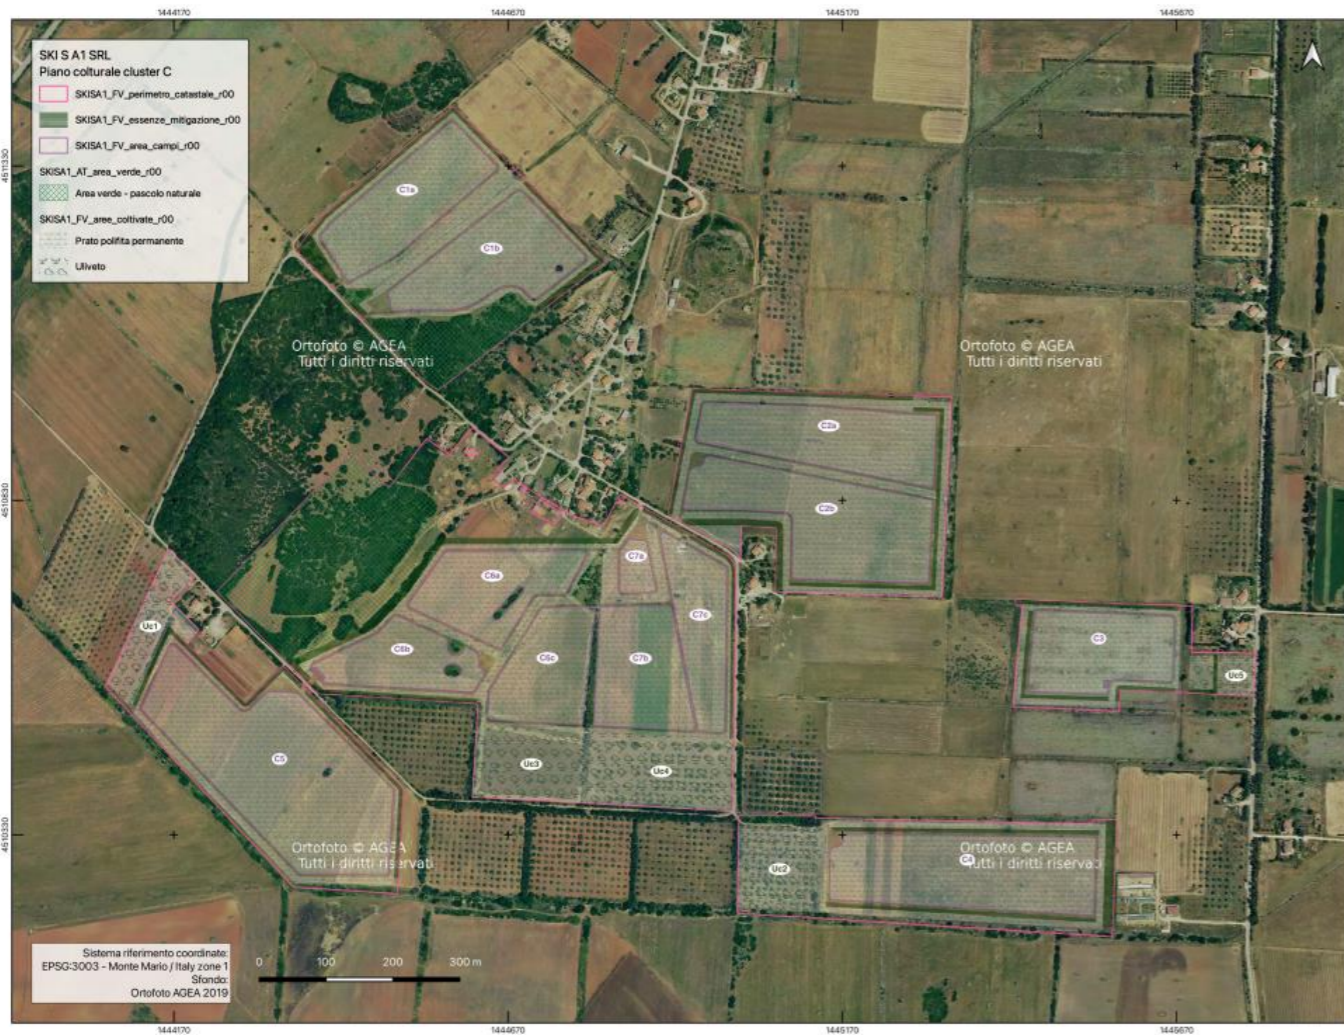 1444170
1444670
1445170
1445670
SKI S A1 SRL
Piano colturale cluster C
SKISA1_FV_perimetro_catastale_r00
SKISA1_FV_essenze_mitigazione_r00
SKISA1_FV_area_campi_r00
SKISA1_AT_area_verde_r00
Area verde - pascolo naturale
SKISA1_FV_aree_coltivate_r00
Prato polifita permanente
Uliveto
4511330
C1a
C1b
Ortofoto © AGEA
Tutti i diritti riservati
Ortofoto © AGEA
Tutti i diritti riservati
C2a
4510830
C2b
C7a
C6a
C7c
Uc1
C3
C6b
C6c
C7b
Uc5
C5
Uc3
Uc4
4510330
Ortofoto © AGEA
Tutti i diritti riservati
Ortofoto © AGEA
Tutti i diritti riservati
C4
Uc2
Sistema riferimento coordinate:
EPSG:3003 - Monte Mario / Italy zone 1
Sfondo:
Ortofoto AGEA 2019
0 100 200 300 m
1444170
1444670
1445170
1445670